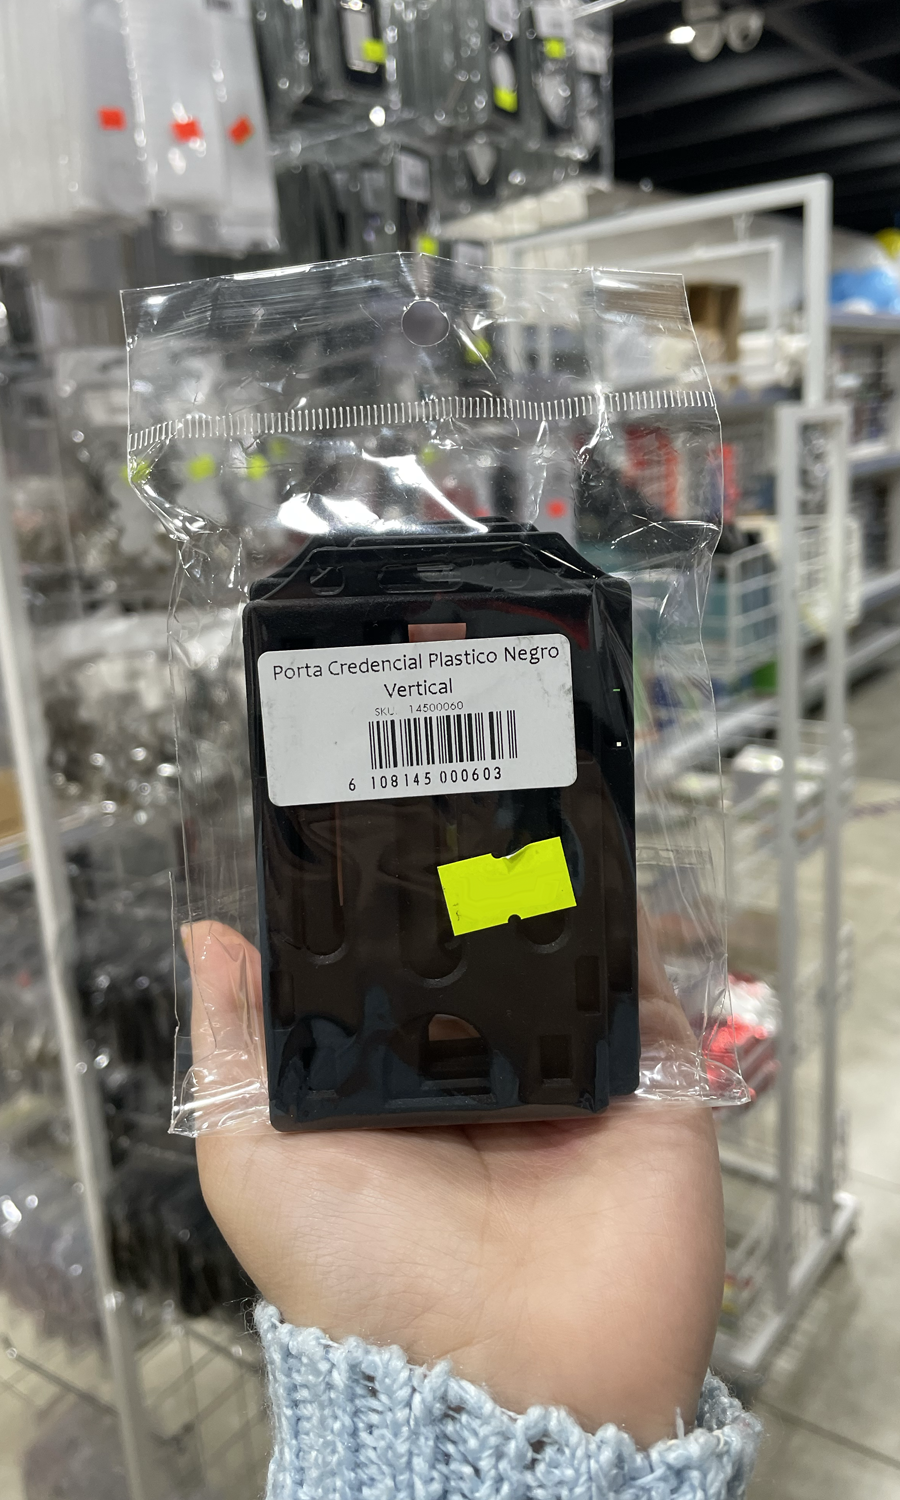 Porta Credencial Plastico Negro
Vertical
SKU. 14500060
6 108145 000603